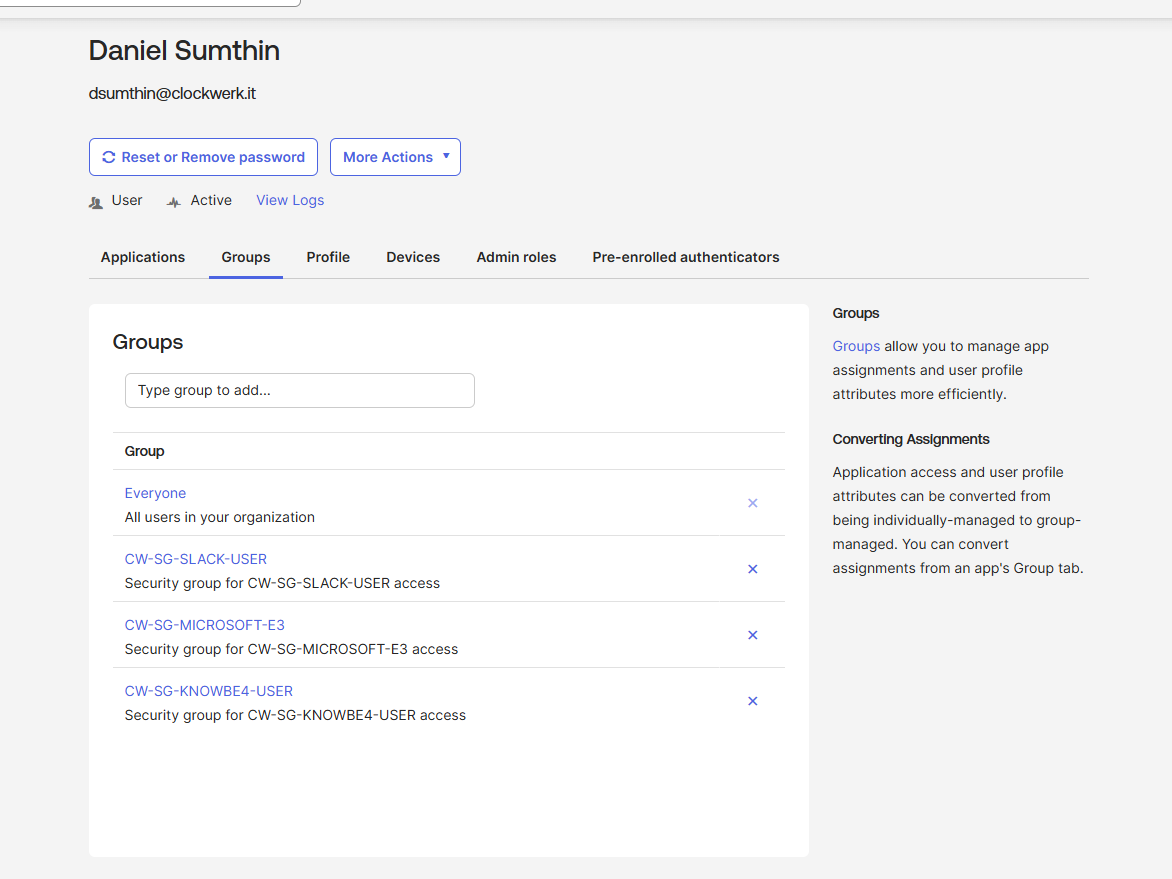 Daniel Sumthin
dsumthin@clockwerk.it
Reset or Remove password
More Actions
User
Active
View Logs
Applications
Groups
Profile
Devices
Admin roles
Pre-enrolled authenticators
Groups
Type group to add...
Group
Everyone
All users in your organization
CW-SG-SLACK-USER
Security group for CW-SG-SLACK-USER access
CW-SG-MICROSOFT-E3
Security group for CW-SG-MICROSOFT-E3 access
CW-SG-KNOWBE4-USER
Security group for CW-SG-KNOWBE4-USER access
Groups
Groups allow you to manage app
assignments and user profile
attributes more efficiently.
Converting Assignments
Application access and user profile
attributes can be converted from
being individually-managed to group-
managed. You can convert
assignments from an app's Group tab.